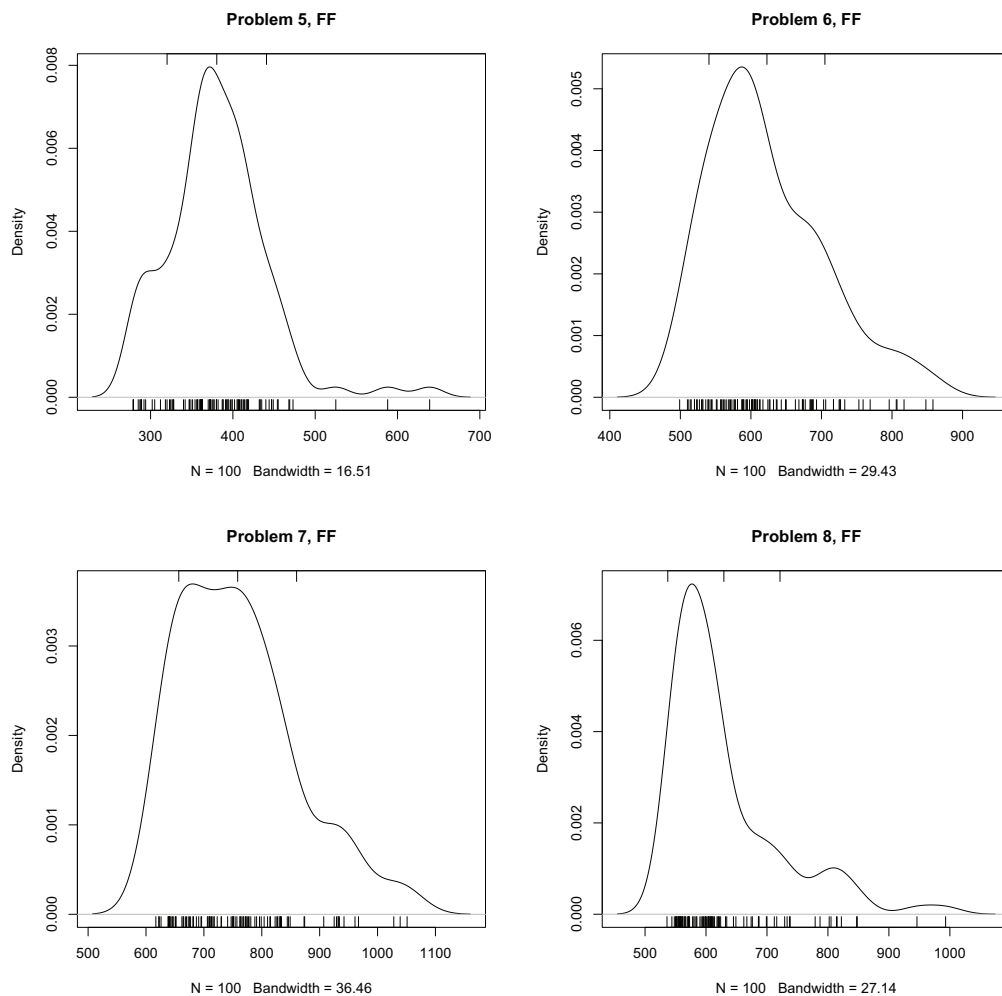 Problem 5, FF
Density
0.000 0.002 0.004 0.006 0.008
300 400 500 600 700
N = 100 Bandwidth = 16.51
Problem 6, FF
Density
0.000 0.001 0.002 0.003 0.004 0.005
400 500 600 700 800 900
N = 100 Bandwidth = 29.43
Problem 7, FF
Density
0.000 0.001 0.002 0.003
500 600 700 800 900 1000 1100
N = 100 Bandwidth = 36.46
Problem 8, FF
Density
0.000 0.002 0.004 0.006
500 600 700 800 900 1000
N = 100 Bandwidth = 27.14